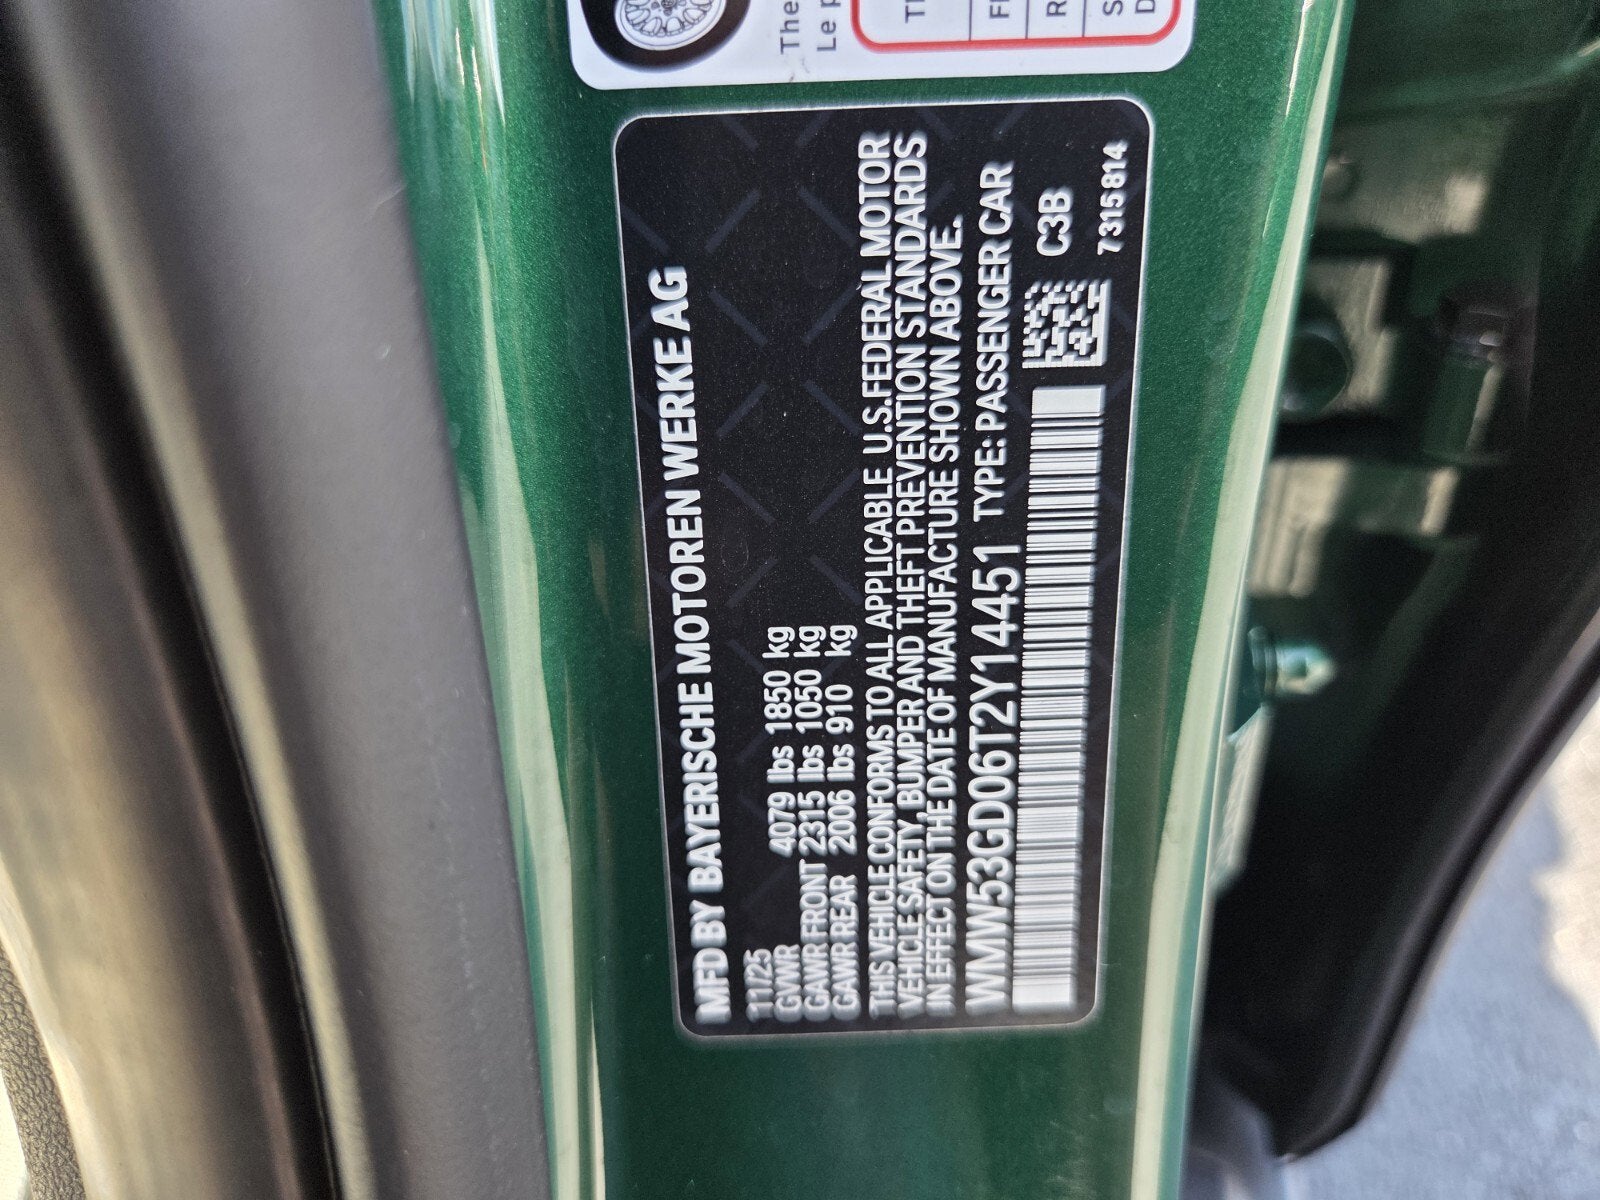 The
Le p
MFD BY BAYERISCHE MOTOREN WERKE AG
11/25
GVWR 4079 lbs 1850 kg
GAWR FRONT 2315 lbs 1050 kg
GAWR REAR 2006 lbs 910 kg
THIS VEHICLE CONFORMS TO ALL APPLICABLE U.S. FEDERAL MOTOR
VEHICLE SAFETY, BUMPER AND THEFT PREVENTION STANDARDS
IN EFFECT ON THE DATE OF MANUFACTURE SHOWN ABOVE.
WMW53GD06T2Y14451 TYPE: PASSENGER CAR
C3B
7315814